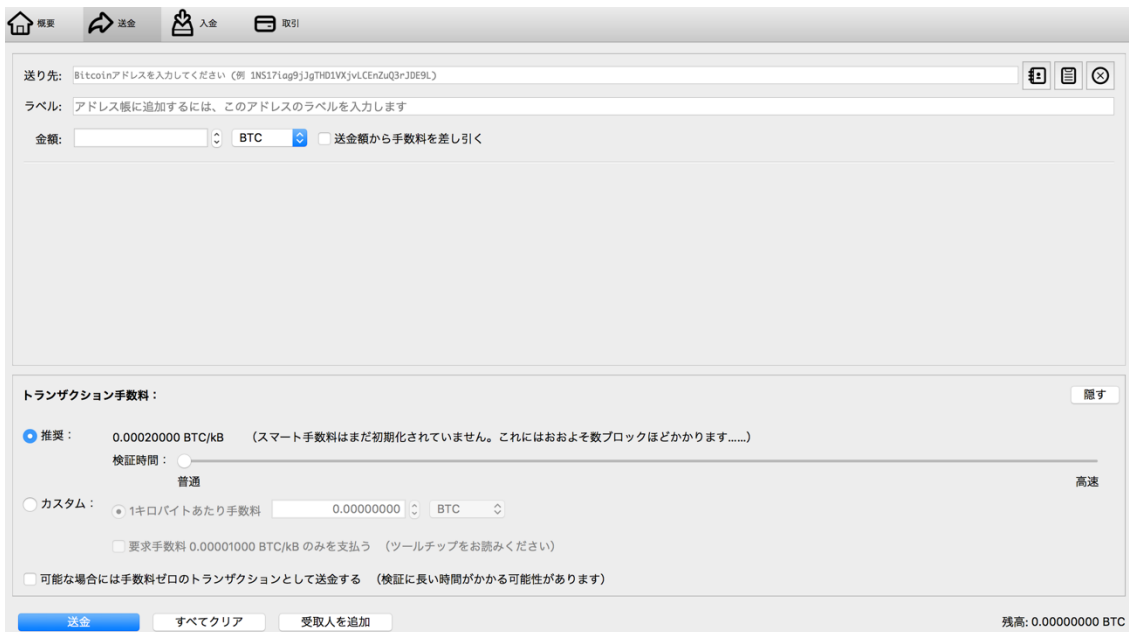 概要 送金 入金 取引
送り先: Bitcoinアドレスを入力してください (例 1NS17iag9jJgTHD1VXjvLCEnZuQ3rJDE9L)
ラベル: アドレス帳に追加するには、このアドレスのラベルを入力します
金額: BTC 送金額から手数料を差し引く
トランザクション手数料： 隠す
推奨： 0.00020000 BTC/kB （スマート手数料はまだ初期化されていません。これにはおおよそ数ブロックほどかかります……）
検証時間：
普通 高速
カスタム： 1キロバイトあたり手数料 0.00000000 BTC
要求手数料 0.00001000 BTC/kB のみを支払う （ツールチップをお読みください）
可能な場合には手数料ゼロのトランザクションとして送金する （検証に長い時間がかかる可能性があります）
送金 すべてクリア 受取人を追加 残高: 0.00000000 BTC